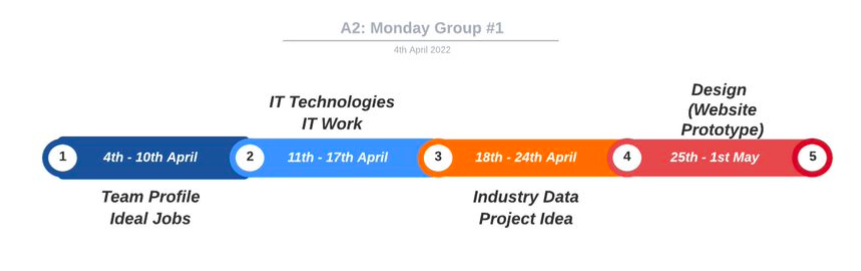 A2: Monday Group #1
4th April 2022
IT Technologies
IT Work
Design
(Website
Prototype)
1
4th - 10th April
2
11th - 17th April
3
18th - 24th April
4
25th - 1st May
5
Team Profile
Ideal Jobs
Industry Data
Project Idea